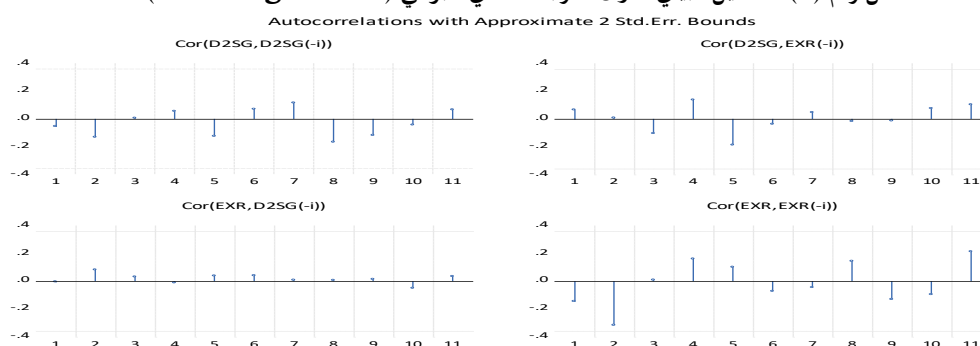 Autocorrelations with Approximate 2 Std.Err. Bounds
Cor(D2SG,D2SG(-i))
.4
.2
.0
-.2
-.4
1 2 3 4 5 6 7 8 9 10 11
Cor(D2SG,EXR(-i))
.4
.2
.0
-.2
-.4
1 2 3 4 5 6 7 8 9 10 11
Cor(EXR,D2SG(-i))
.4
.2
.0
-.2
-.4
1 2 3 4 5 6 7 8 9 10 11
Cor(EXR,EXR(-i))
.4
.2
.0
-.2
-.4
1 2 3 4 5 6 7 8 9 10 11